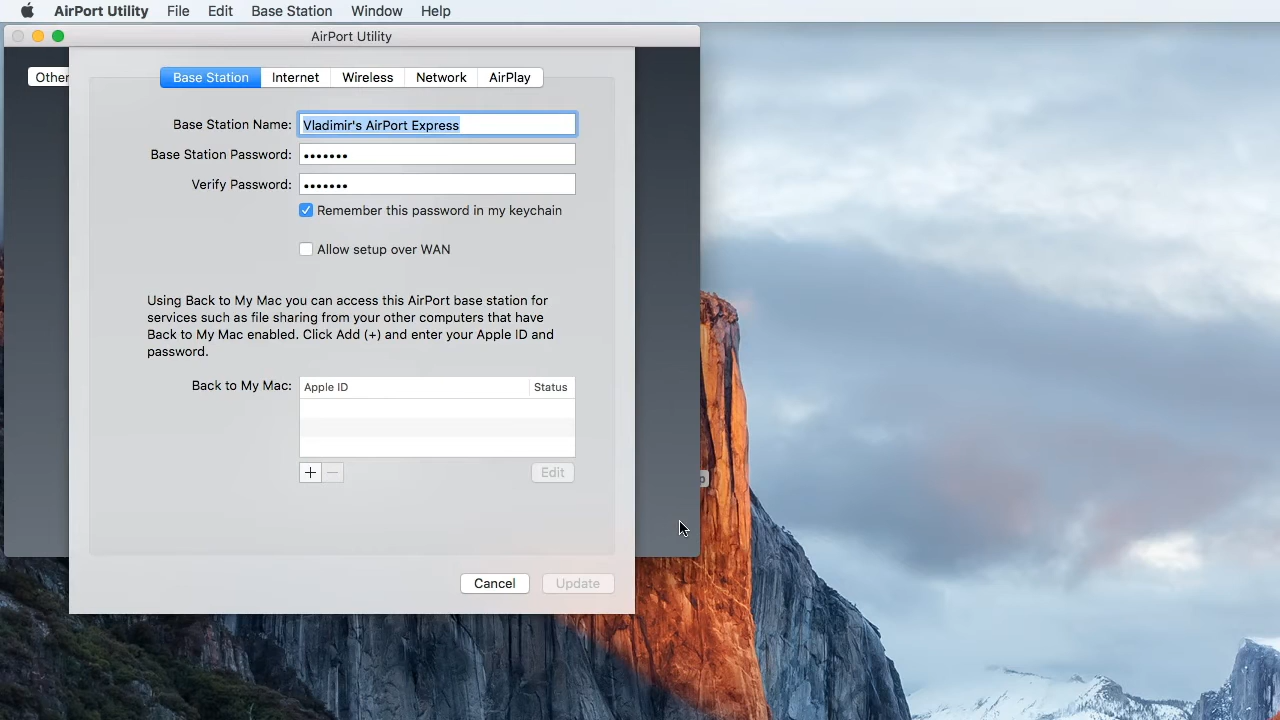 AirPort Utility File Edit Base Station Window Help
AirPort Utility
Other
Base Station Internet Wireless Network AirPlay
Base Station Name: Vladimir's AirPort Express
Base Station Password: •••••••
Verify Password: •••••••
Remember this password in my keychain
Allow setup over WAN
Using Back to My Mac you can access this AirPort base station for
services such as file sharing from your other computers that have
Back to My Mac enabled. Click Add (+) and enter your Apple ID and
password.
Back to My Mac: Apple ID Status
+ − Edit
Cancel Update